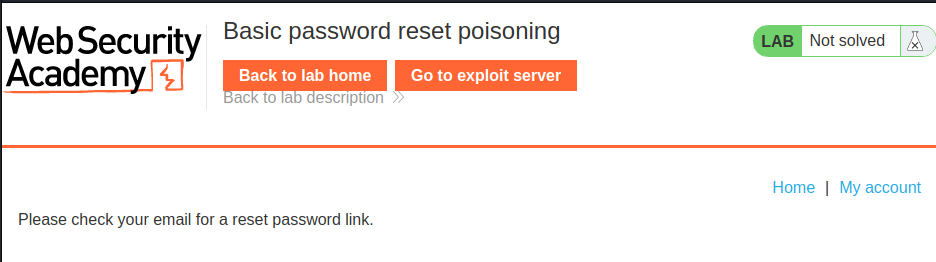 Web Security
Academy
Basic password reset poisoning
Back to lab home
Go to exploit server
Back to lab description
LAB
Not solved
Home | My account
Please check your email for a reset password link.